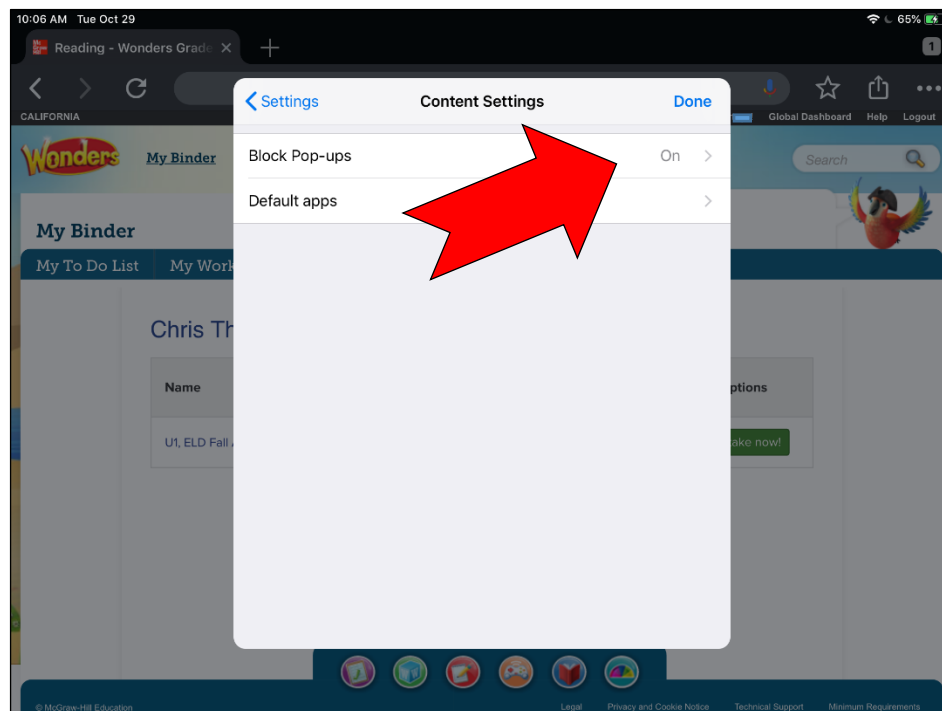 10:06 AM Tue Oct 29 65%
Reading - Wonders Grade 1
CALIFORNIA Global Dashboard Help Logout
Settings Content Settings Done
Wonders My Binder Search
Block Pop-ups On
Default apps
My Binder
My To Do List My Work
Chris Th
Name ptions
U1, ELD Fall take now!
© McGraw-Hill Education Legal Privacy and Cookie Notice Technical Support Minimum Requirements